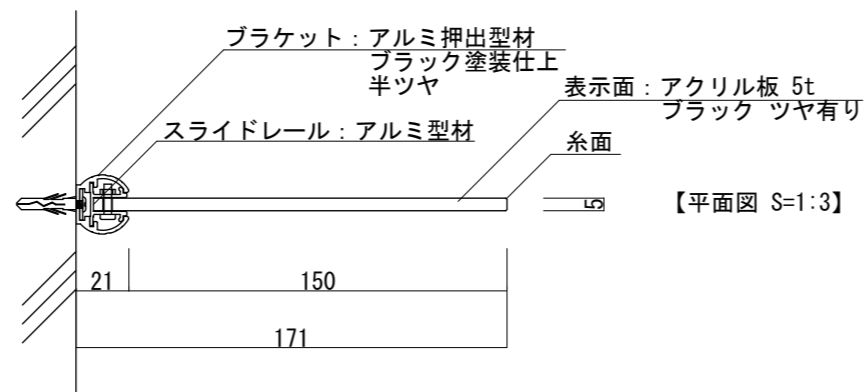 ブラケット：アルミ押出型材
ブラック塗装仕上
半ツヤ
表示面：アクリル板 5t
ブラック ツヤ有り
スライドレール：アルミ型材
糸面
5
【平面図 S=1:3】
21
150
171